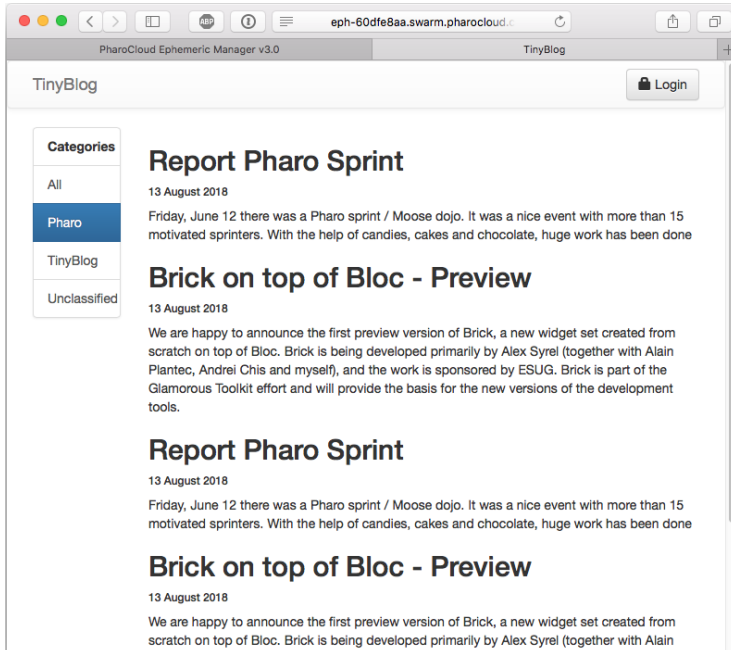 ABP
eph-60dfe8aa.swarm.pharocloud.c
PharoCloud Ephemeric Manager v3.0
TinyBlog
TinyBlog
Login
Categories
All
Pharo
TinyBlog
Unclassified
Report Pharo Sprint
13 August 2018
Friday, June 12 there was a Pharo sprint / Moose dojo. It was a nice event with more than 15
motivated sprinters. With the help of candies, cakes and chocolate, huge work has been done
Brick on top of Bloc - Preview
13 August 2018
We are happy to announce the first preview version of Brick, a new widget set created from
scratch on top of Bloc. Brick is being developed primarily by Alex Syrel (together with Alain
Plantec, Andrei Chis and myself), and the work is sponsored by ESUG. Brick is part of the
Glamorous Toolkit effort and will provide the basis for the new versions of the development
tools.
Report Pharo Sprint
13 August 2018
Friday, June 12 there was a Pharo sprint / Moose dojo. It was a nice event with more than 15
motivated sprinters. With the help of candies, cakes and chocolate, huge work has been done
Brick on top of Bloc - Preview
13 August 2018
We are happy to announce the first preview version of Brick, a new widget set created from
scratch on top of Bloc. Brick is being developed primarily by Alex Syrel (together with Alain